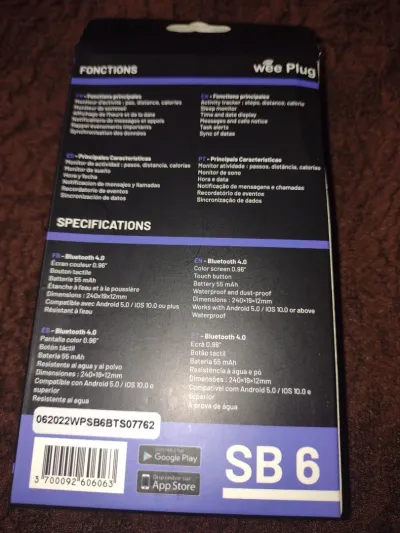 FONCTIONS
wee Plug
FR - Fonctions principales
Moniteur d'activité : pas, distance, calories
Moniteur de sommeil
Affichage de l'heure et de la date
Notifications de messages et appels
Rappel événements importants
Synchronisation des données
EN - Fonctions principales
Activity tracker : steps, distance, calorie
Sleep monitor
Time and date display
Messages and calls notice
Task alerts
Sync of datas
ES - Principales Caracteristicas
Monitor de actividad : pasos, distancia, calorías
Monitor de sueño
Hora y fecha
Notificacion de mensajes y llamadas
Recordatorio de eventos
Sincronización de datos
PT - Principais Caracteristicas
Monitor atividade : passos, distância, calorias
Monitor de sono
Hora e data
Notificação de mensagens e chamadas
Recordatório de eventos
Sincronização de dados
SPECIFICATIONS
FR - Bluetooth 4.0
Écran couleur 0.96"
Bouton tactile
Batterie 55 mAh
Étanche à l'eau et à la poussière
Dimensions : 240×19×12mm
Compatible avec Android 5.0 / IOS 10.0 ou plus
Résistant à l'eau
EN - Bluetooth 4.0
Color screen 0.96"
Touch button
Battery 55 mAh
Waterproof and dust-proof
Dimensions : 240×19×12mm
Works with Android 5.0 / IOS 10.0 or above
Waterproof
ES - Bluetooth 4.0
Pantalla color 0.96"
Botón táctil
Batería 55 mAh
Resistente al agua y al polvo
Dimensiones : 240×19×12mm
Compatible con Android 5.0 / IOS 10.0 o
superior
Resistente al agua
PT - Bluetooth 4.0
Ecrã 0.96"
Botão tátil
Bateria 55 mAh
Resistência à água e pó
Dimensões : 240×19×12mm
Compatível com Android 5.0 / IOS 10.0 e
superior
À prova de água
062022WPSB6BTS07762
3 700092 606063
Google Play
App Store
SB 6